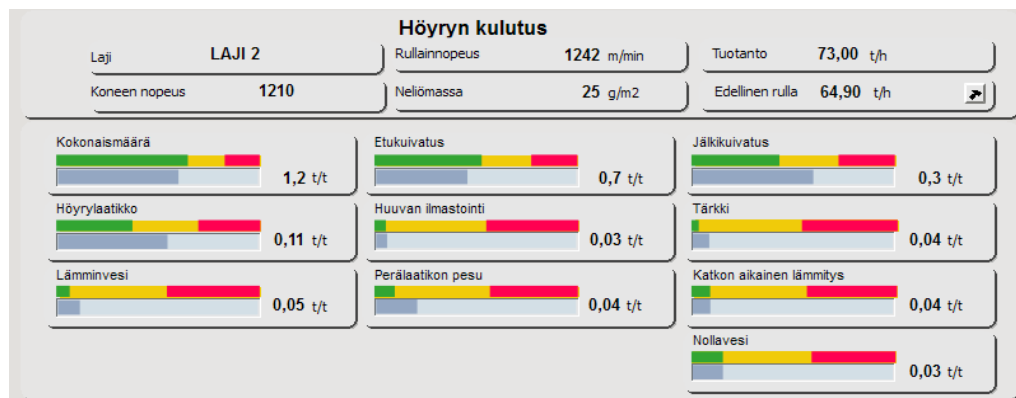 Höyryn kulutus
Laji LAJI 2 Rullainnopeus 1242 m/min Tuotanto 73,00 t/h
Koneen nopeus 1210 Neliömassa 25 g/m2 Edellinen rulla 64,90 t/h
Kokonaismäärä Etukuivatus Jälkikuivatus
1,2 t/t 0,7 t/t 0,3 t/t
Höyrylaatikko Huuvan ilmastointi Tärkki
0,11 t/t 0,03 t/t 0,04 t/t
Lämminvesi Perälaatikon pesu Katkon aikainen lämmitys
0,05 t/t 0,04 t/t 0,04 t/t
Nollavesi
0,03 t/t